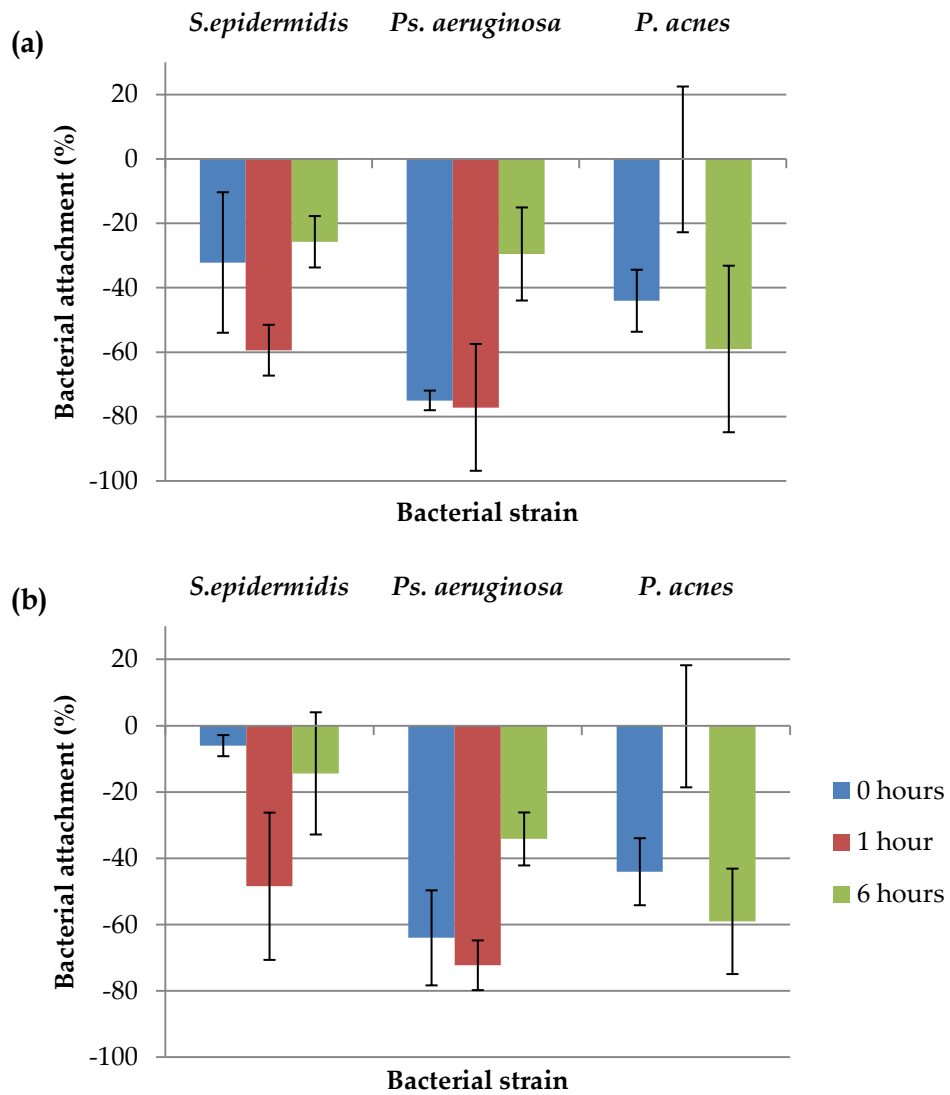 (a)
S.epidermidis Ps. aeruginosa P. acnes
Bacterial attachment (%)
20
0
-20
-40
-60
-80
-100
Bacterial strain
(b)
S.epidermidis Ps. aeruginosa P. acnes
Bacterial attachment (%)
20
0
-20
-40
-60
-80
-100
Bacterial strain
0 hours
1 hour
6 hours